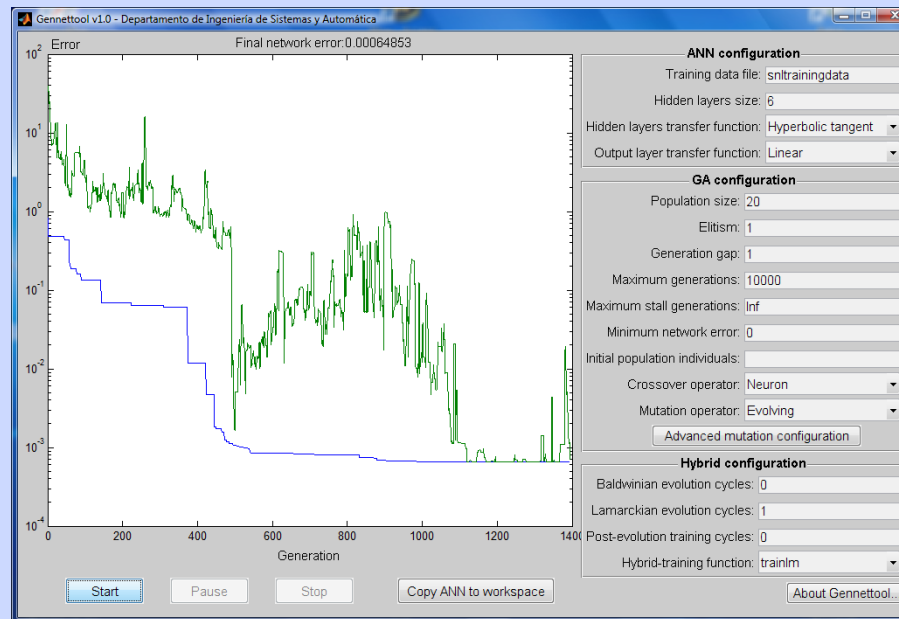 Gennettool v1.0 - Departamento de Ingeniería de Sistemas y Automática
Error
Final network error:0.00064853
10^2
10^1
10^0
10^-1
10^-2
10^-3
10^-4
0
200
400
600
800
1000
1200
1400
Generation
Start
Pause
Stop
Copy ANN to workspace
ANN configuration
Training data file: snltrainingdata
Hidden layers size: 6
Hidden layers transfer function: Hyperbolic tangent
Output layer transfer function: Linear
GA configuration
Population size: 20
Elitism: 1
Generation gap: 1
Maximum generations: 10000
Maximum stall generations: Inf
Minimum network error: 0
Initial population individuals:
Crossover operator: Neuron
Mutation operator: Evolving
Advanced mutation configuration
Hybrid configuration
Baldwinian evolution cycles: 0
Lamarckian evolution cycles: 1
Post-evolution training cycles: 0
Hybrid-training function: trainlm
About Gennettool..